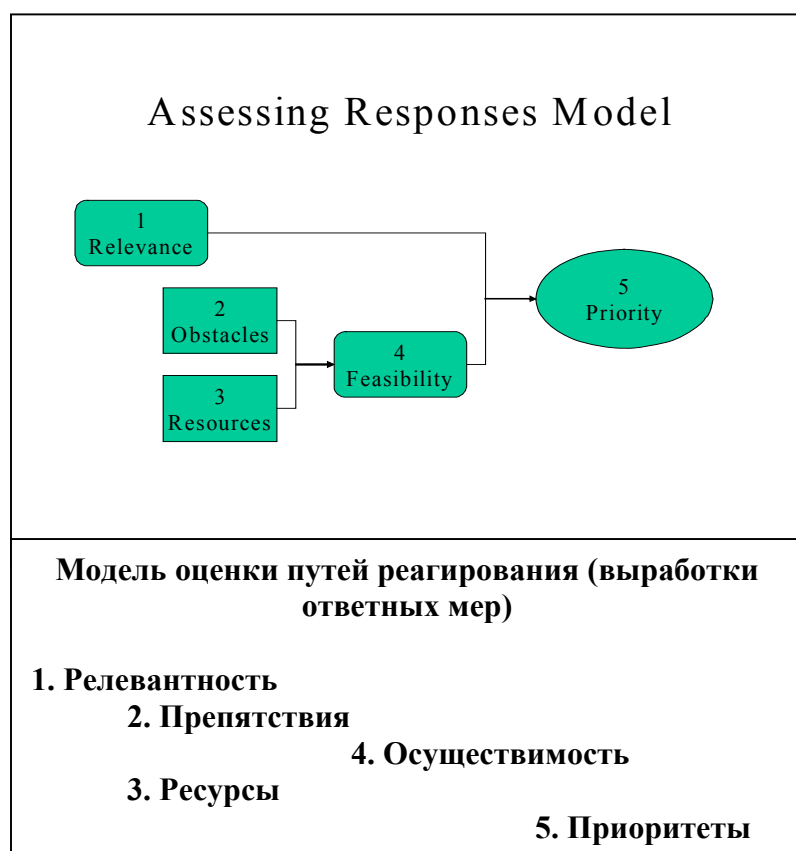 Assessing Responses Model
1
Relevance
2
Obstacles
3
Resources
4
Feasibility
5
Priority
Модель оценки путей реагирования (выработки
ответных мер)
1. Релевантность
2. Препятствия
4. Осуществимость
3. Ресурсы
5. Приоритеты